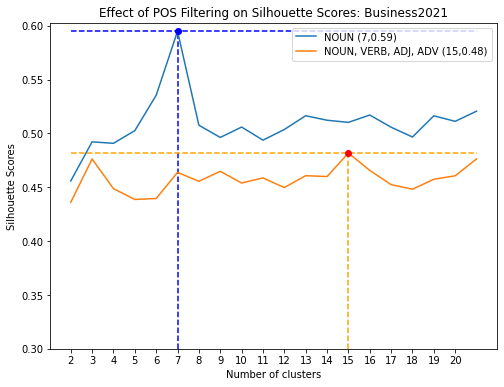 Effect of POS Filtering on Silhouette Scores: Business2021
NOUN (7,0.59)
NOUN, VERB, ADJ, ADV (15,0.48)
Silhouette Scores
0.60
0.55
0.50
0.45
0.40
0.35
0.30
2 3 4 5 6 7 8 9 10 11 12 13 14 15 16 17 18 19 20
Number of clusters